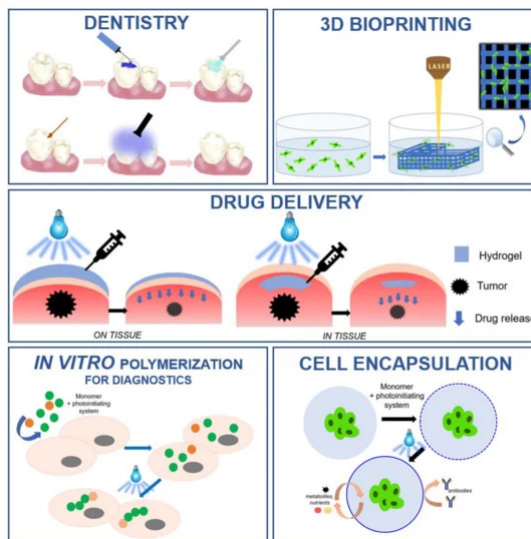 DENTISTRY
3D BIOPRINTING
LASER
DRUG DELIVERY
Hydrogel
Tumor
Drug release
ON TISSUE
IN TISSUE
IN VITRO POLYMERIZATION
FOR DIAGNOSTICS
Monomer
+ photoinitiating
system
CELL ENCAPSULATION
Monomer
+ photoinitiating
system
metabolites,
nutrients
antibodies